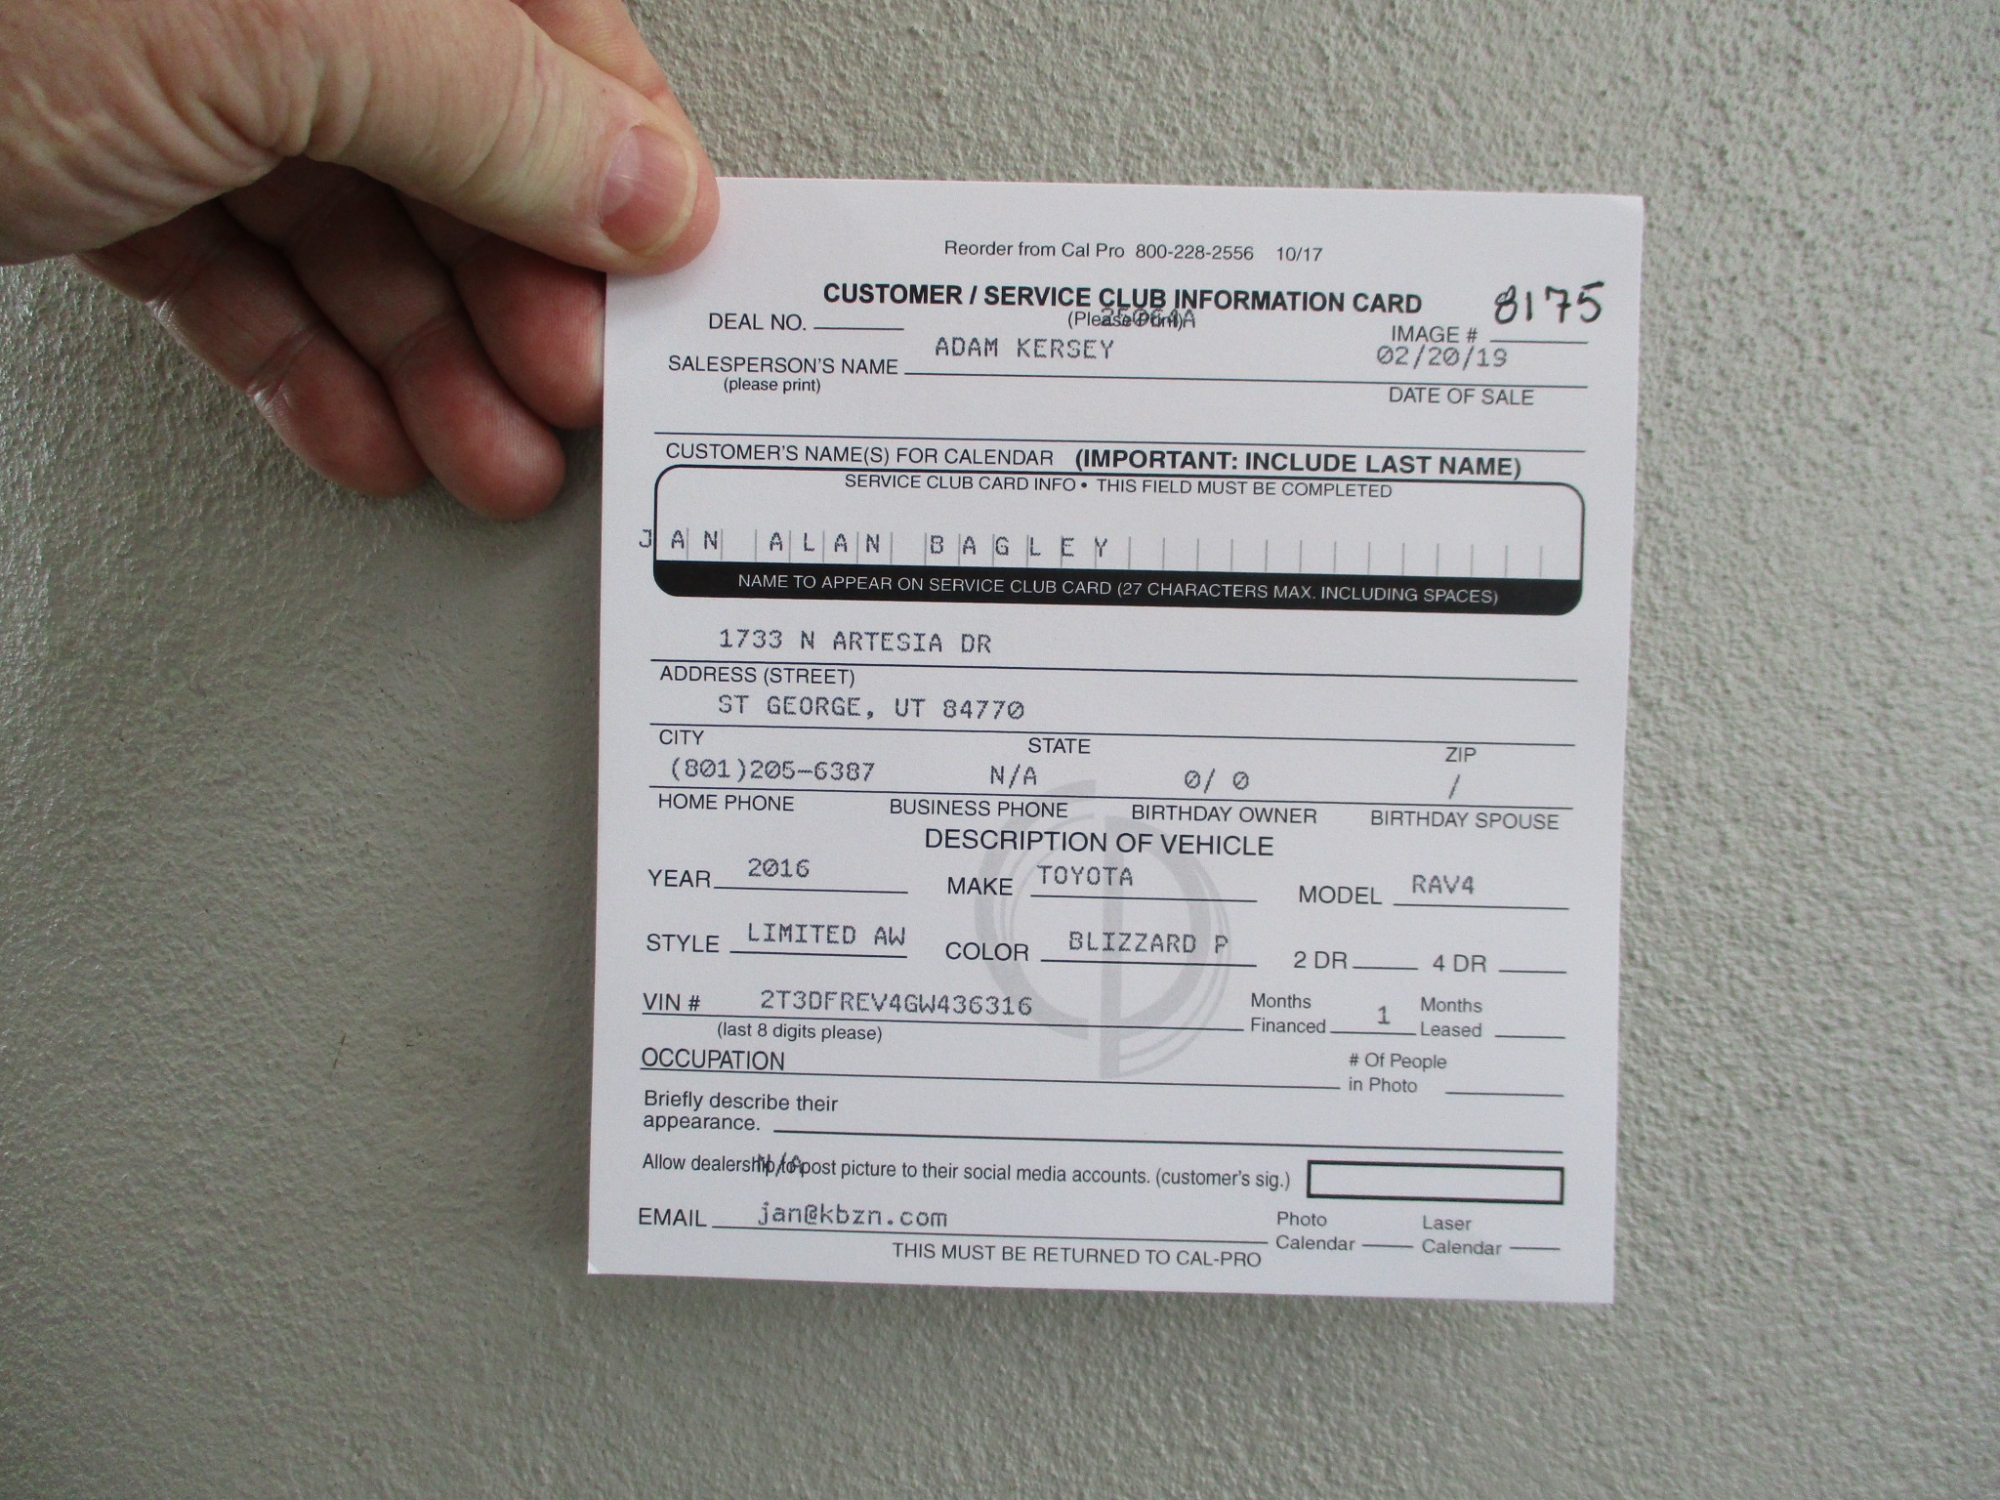 Reorder from Cal Pro 800-228-2556 10/17
CUSTOMER / SERVICE CLUB INFORMATION CARD 8175
DEAL NO. (Please Print) IMAGE #
SALESPERSON'S NAME ADAM KERSEY 02/20/19
(please print) DATE OF SALE
CUSTOMER'S NAME(S) FOR CALENDAR (IMPORTANT: INCLUDE LAST NAME)
SERVICE CLUB CARD INFO • THIS FIELD MUST BE COMPLETED
JAN ALAN BAGLEY
NAME TO APPEAR ON SERVICE CLUB CARD (27 CHARACTERS MAX. INCLUDING SPACES)
1733 N ARTESIA DR
ADDRESS (STREET)
ST GEORGE, UT 84770
CITY STATE ZIP
(801)205-6387 N/A 0/ 0 /
HOME PHONE BUSINESS PHONE BIRTHDAY OWNER BIRTHDAY SPOUSE
DESCRIPTION OF VEHICLE
YEAR 2016 MAKE TOYOTA MODEL RAV4
STYLE LIMITED AW COLOR BLIZZARD P 2 DR 4 DR
VIN # 2T3DFREV4GW436316 Months Financed 1 Months Leased
(last 8 digits please)
OCCUPATION # Of People in Photo
Briefly describe their
appearance.
Allow dealership to post picture to their social media accounts. (customer's sig.)
N/A
EMAIL jan@kbzn.com Photo Calendar Laser Calendar
THIS MUST BE RETURNED TO CAL-PRO